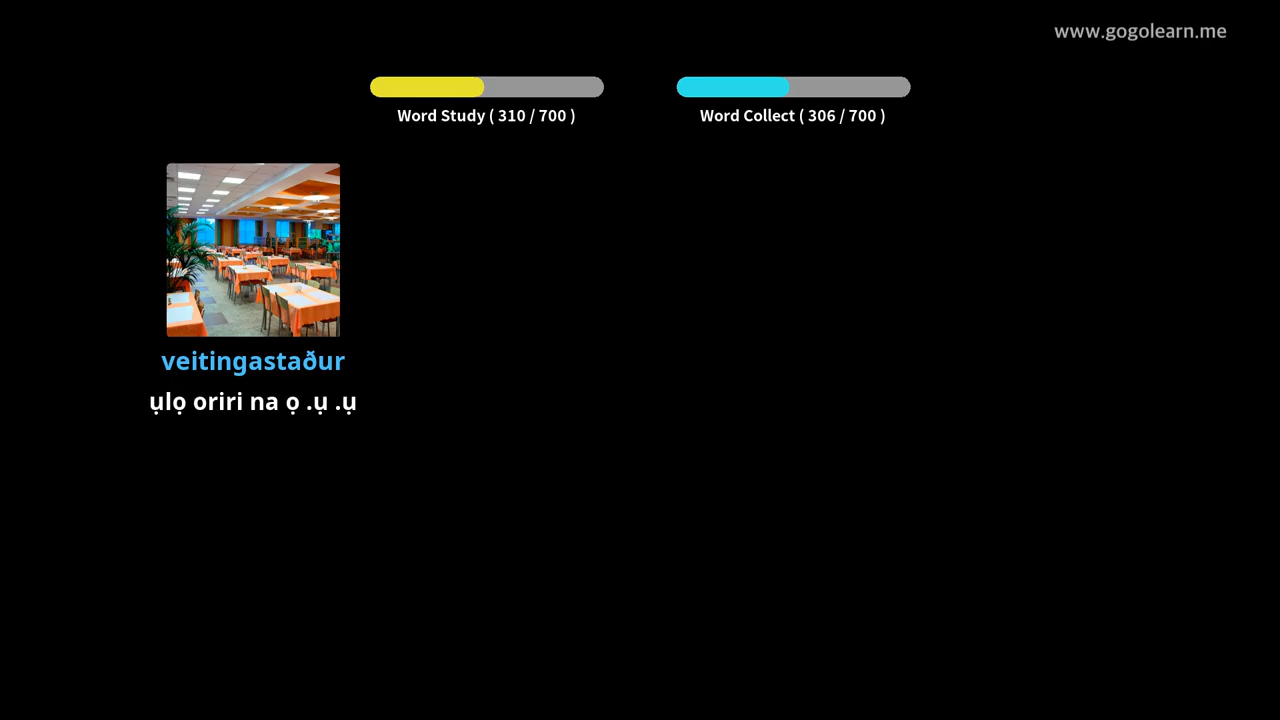 www.gogolearn.me
Word Study ( 310 / 700 )
Word Collect ( 306 / 700 )
veitingastaður
ụlọ oriri na ọ .ụ .ụ